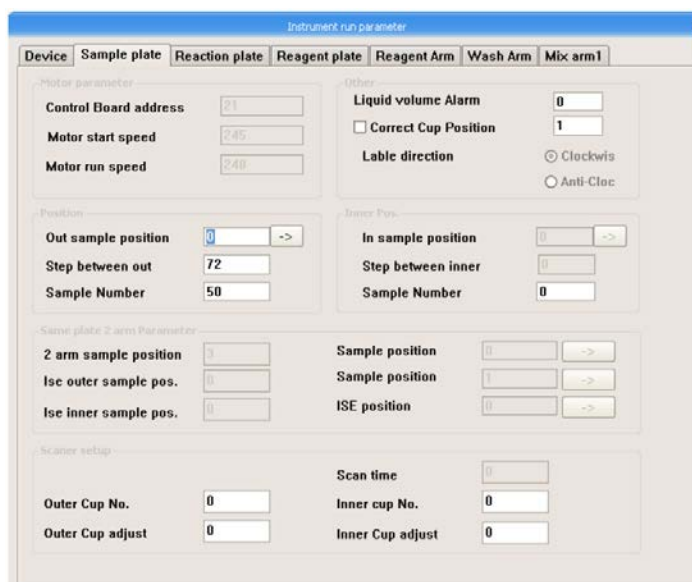 Instrument run parameter
Device Sample plate Reaction plate Reagent plate Reagent Arm Wash Arm Mix arm1
Motor parameter
Control Board address 21
Motor start speed 245
Motor run speed 248
Other
Liquid volume Alarm 0
Correct Cup Position 1
Lable direction Clockwis
Anti-Cloc
Position
Out sample position 0 ->
Step between out 72
Sample Number 50
Inner Pos.
In sample position 0 ->
Step between inner 0
Sample Number 0
Same plate 2 arm Parameter
2 arm sample position 3
Ise outer sample pos. 0
Ise inner sample pos. 0
Sample position 0 ->
Sample position 1 ->
ISE position 0 ->
Scaner setup
Scan time 0
Outer Cup No. 0
Inner cup No. 0
Outer Cup adjust 0
Inner Cup adjust 0